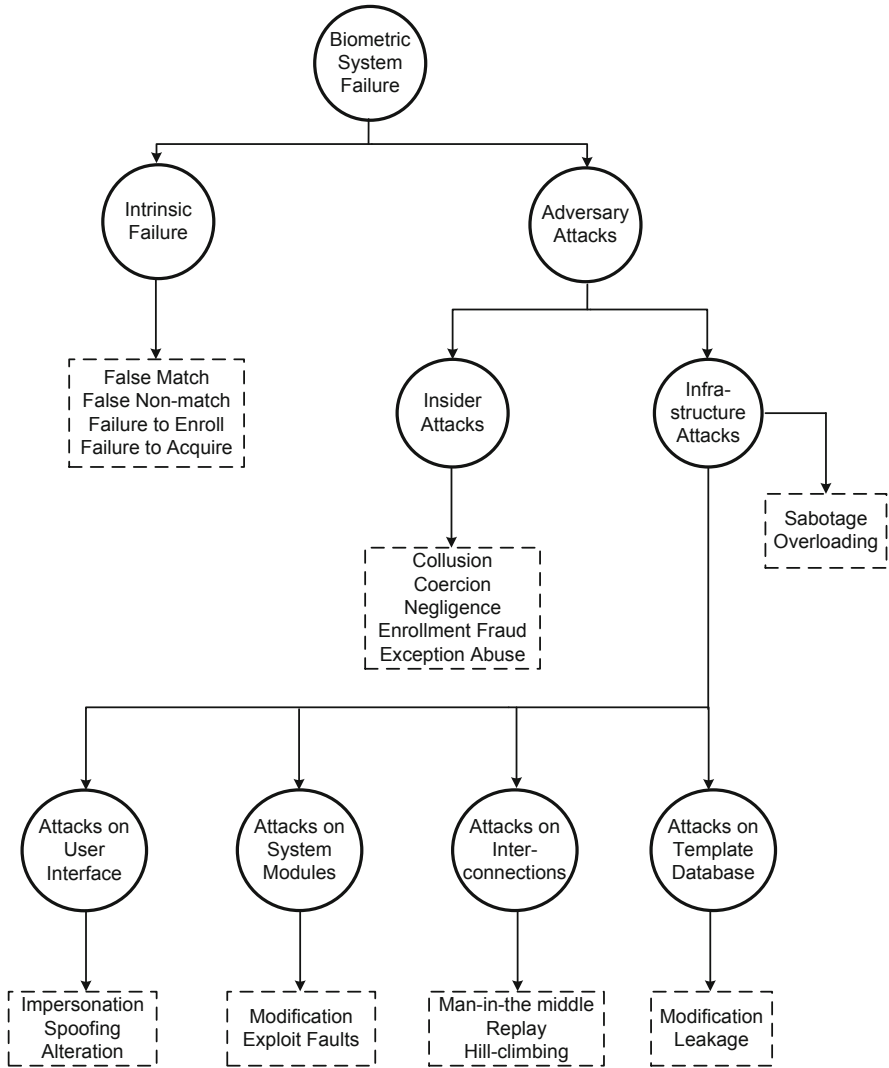 Biometric
System
Failure
Intrinsic
Failure
Adversary
Attacks
False Match
False Non-match
Failure to Enroll
Failure to Acquire
Insider
Attacks
Infra-
structure
Attacks
Sabotage
Overloading
Collusion
Coercion
Negligence
Enrollment Fraud
Exception Abuse
Attacks on
User
Interface
Attacks on
System
Modules
Attacks on
Inter-
connections
Attacks on
Template
Database
Impersonation
Spoofing
Alteration
Modification
Exploit Faults
Man-in-the middle
Replay
Hill-climbing
Modification
Leakage